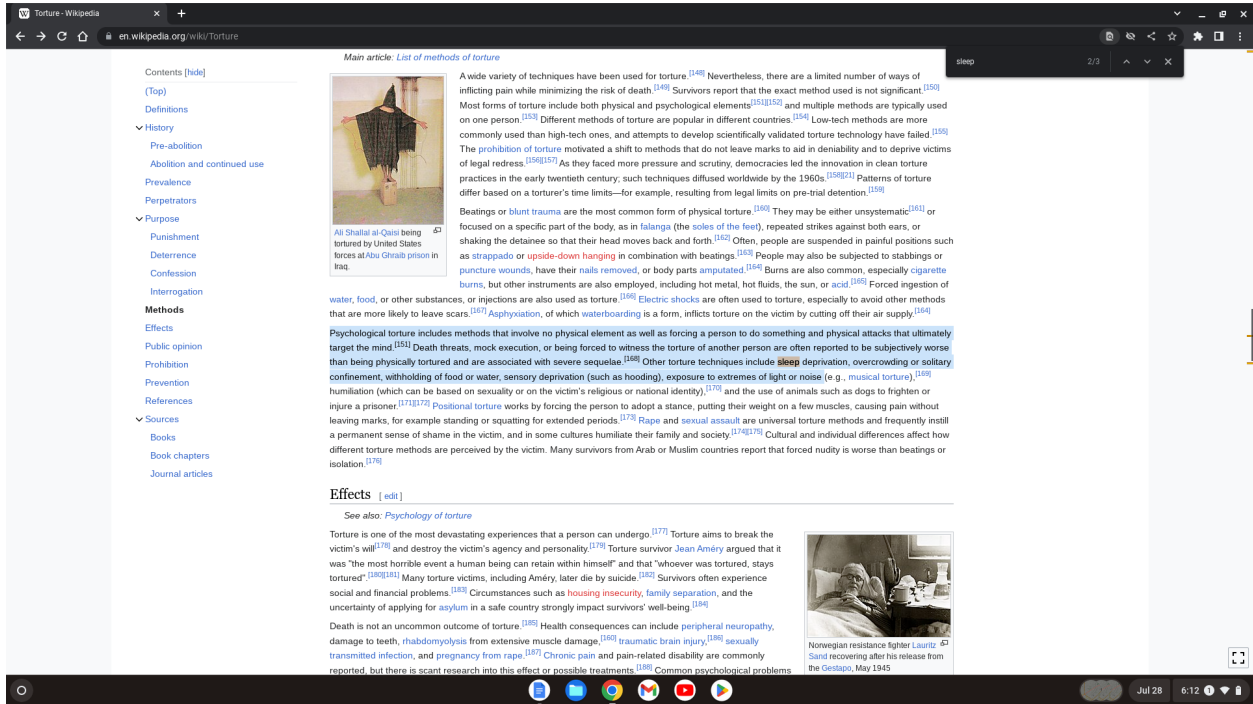 Torture - Wikipedia
en.wikipedia.org/wiki/Torture
sleep 2/3
Contents [hide]
(Top)
Definitions
History
Pre-abolition
Abolition and continued use
Prevalence
Perpetrators
Purpose
Punishment
Deterrence
Confession
Interrogation
Methods
Effects
Public opinion
Prohibition
Prevention
References
Sources
Books
Book chapters
Journal articles
Main article: List of methods of torture
Ali Shallal al-Qaisi being
tortured by United States
forces at Abu Ghraib prison in
Iraq.
A wide variety of techniques have been used for torture.[148] Nevertheless, there are a limited number of ways of
inflicting pain while minimizing the risk of death.[149] Survivors report that the exact method used is not significant.[150]
Most forms of torture include both physical and psychological elements[151][152] and multiple methods are typically used
on one person.[153] Different methods of torture are popular in different countries.[154] Low-tech methods are more
commonly used than high-tech ones, and attempts to develop scientifically validated torture technology have failed.[155]
The prohibition of torture motivated a shift to methods that do not leave marks to aid in deniability and to deprive victims
of legal redress.[156][157] As they faced more pressure and scrutiny, democracies led the innovation in clean torture
practices in the early twentieth century; such techniques diffused worldwide by the 1960s.[158][21] Patterns of torture
differ based on a torturer's time limits—for example, resulting from legal limits on pre-trial detention.[159]
Beatings or blunt trauma are the most common form of physical torture.[160] They may be either unsystematic[161] or
focused on a specific part of the body, as in falanga (the soles of the feet), repeated strikes against both ears, or
shaking the detainee so that their head moves back and forth.[162] Often, people are suspended in painful positions such
as strappado or upside-down hanging in combination with beatings.[163] People may also be subjected to stabbings or
puncture wounds, have their nails removed, or body parts amputated.[164] Burns are also common, especially cigarette
burns, but other instruments are also employed, including hot metal, hot fluids, the sun, or acid.[165] Forced ingestion of
water, food, or other substances, or injections are also used as torture.[166] Electric shocks are often used to torture, especially to avoid other methods
that are more likely to leave scars.[167] Asphyxiation, of which waterboarding is a form, inflicts torture on the victim by cutting off their air supply.[164]
Psychological torture includes methods that involve no physical element as well as forcing a person to do something and physical attacks that ultimately
target the mind.[151] Death threats, mock execution, or being forced to witness the torture of another person are often reported to be subjectively worse
than being physically tortured and are associated with severe sequelae.[168] Other torture techniques include sleep deprivation, overcrowding or solitary
confinement, withholding of food or water, sensory deprivation (such as hooding), exposure to extremes of light or noise (e.g., musical torture),[169]
humiliation (which can be based on sexuality or on the victim's religious or national identity),[170] and the use of animals such as dogs to frighten or
injure a prisoner.[171][172] Positional torture works by forcing the person to adopt a stance, putting their weight on a few muscles, causing pain without
leaving marks, for example standing or squatting for extended periods.[173] Rape and sexual assault are universal torture methods and frequently instill
a permanent sense of shame in the victim, and in some cultures humiliate their family and society.[174][175] Cultural and individual differences affect how
different torture methods are perceived by the victim. Many survivors from Arab or Muslim countries report that forced nudity is worse than beatings or
isolation.[176]
Effects [ edit ]
See also: Psychology of torture
Torture is one of the most devastating experiences that a person can undergo.[177] Torture aims to break the
victim's will[178] and destroy the victim's agency and personality.[179] Torture survivor Jean Améry argued that it
was "the most horrible event a human being can retain within himself" and that "whoever was tortured, stays
tortured".[180][181] Many torture victims, including Améry, later die by suicide.[182] Survivors often experience
social and financial problems.[183] Circumstances such as housing insecurity, family separation, and the
uncertainty of applying for asylum in a safe country strongly impact survivors' well-being.[184]
Death is not an uncommon outcome of torture.[185] Health consequences can include peripheral neuropathy,
damage to teeth, rhabdomyolysis from extensive muscle damage,[160] traumatic brain injury,[186] sexually
transmitted infection, and pregnancy from rape.[187] Chronic pain and pain-related disability are commonly
reported, but there is scant research into this effect or possible treatments.[188] Common psychological problems
Norwegian resistance fighter Lauritz
Sand recovering after his release from
the Gestapo, May 1945
Jul 28 6:12